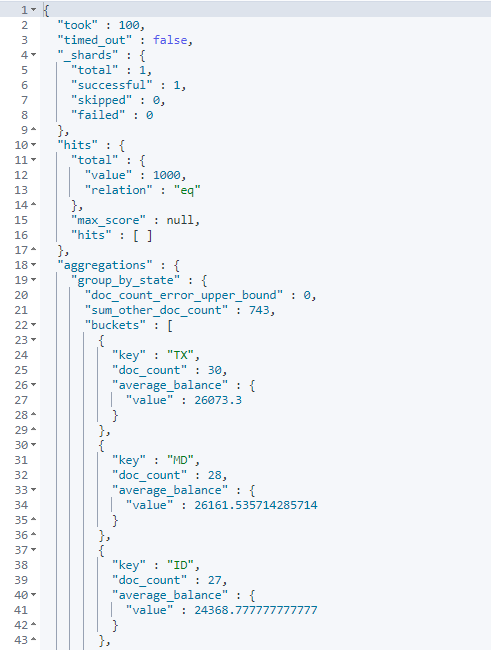 1 {
2 "took" : 100,
3 "timed_out" : false,
4 "_shards" : {
5 "total" : 1,
6 "successful" : 1,
7 "skipped" : 0,
8 "failed" : 0
9 },
10 "hits" : {
11 "total" : {
12 "value" : 1000,
13 "relation" : "eq"
14 },
15 "max_score" : null,
16 "hits" : [ ]
17 },
18 "aggregations" : {
19 "group_by_state" : {
20 "doc_count_error_upper_bound" : 0,
21 "sum_other_doc_count" : 743,
22 "buckets" : [
23 {
24 "key" : "TX",
25 "doc_count" : 30,
26 "average_balance" : {
27 "value" : 26073.3
28 }
29 },
30 {
31 "key" : "MD",
32 "doc_count" : 28,
33 "average_balance" : {
34 "value" : 26161.535714285714
35 }
36 },
37 {
38 "key" : "ID",
39 "doc_count" : 27,
40 "average_balance" : {
41 "value" : 24368.777777777777
42 }
43 },